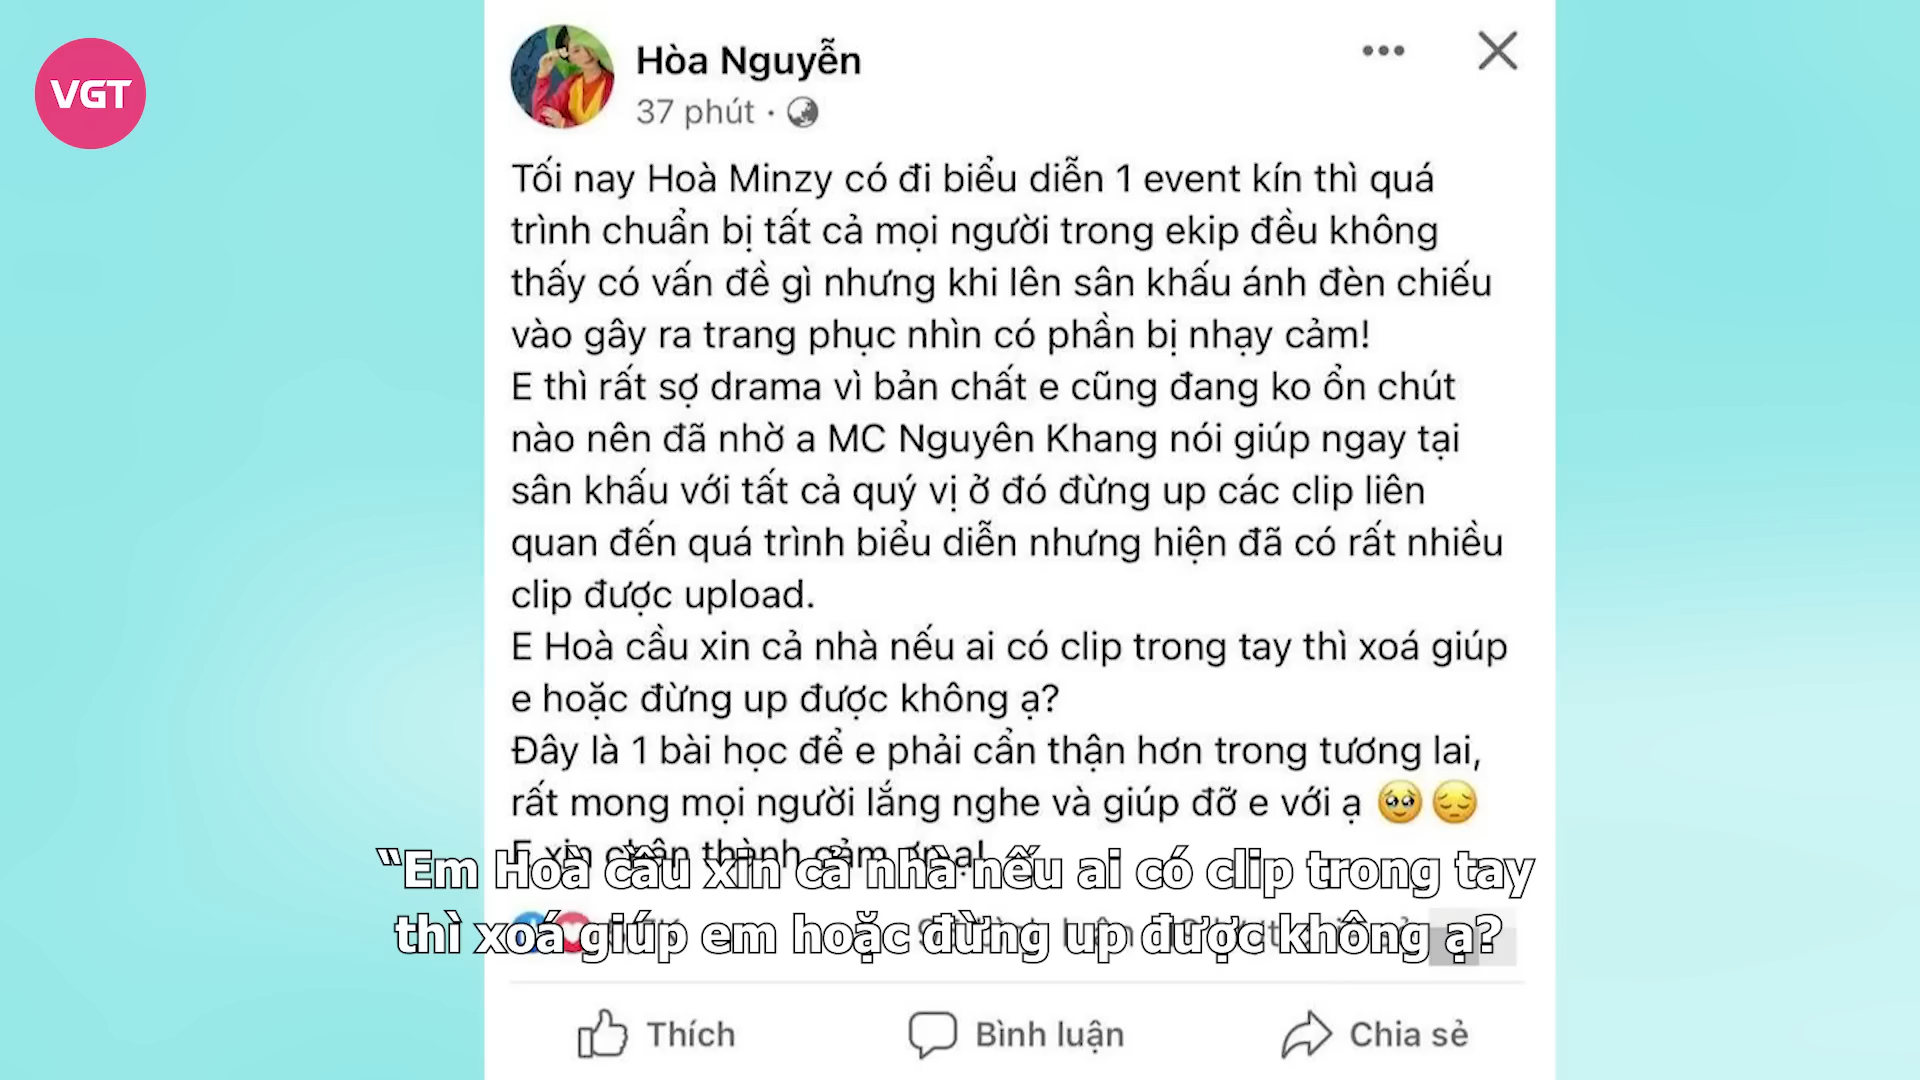 VGT
Hòa Nguyễn
37 phút ·
Tối nay Hoà Minzy có đi biểu diễn 1 event kín thì quá
trình chuẩn bị tất cả mọi người trong ekip đều không
thấy có vấn đề gì nhưng khi lên sân khấu ánh đèn chiếu
vào gây ra trang phục nhìn có phần bị nhạy cảm!
E thì rất sợ drama vì bản chất e cũng đang ko ổn chút
nào nên đã nhờ a MC Nguyên Khang nói giúp ngay tại
sân khấu với tất cả quý vị ở đó đừng up các clip liên
quan đến quá trình biểu diễn nhưng hiện đã có rất nhiều
clip được upload.
E Hoà cầu xin cả nhà nếu ai có clip trong tay thì xoá giúp
e hoặc đừng up được không ạ?
Đây là 1 bài học để e phải cẩn thận hơn trong tương lai,
rất mong mọi người lắng nghe và giúp đỡ e với ạ 🥹😔
E xin chân thành cảm ơn ạ!
“Em Hoà cầu xin cả nhà nếu ai có clip trong tay
thì xoá giúp em hoặc đừng up được không ạ?
Thích
Bình luận
Chia sẻ